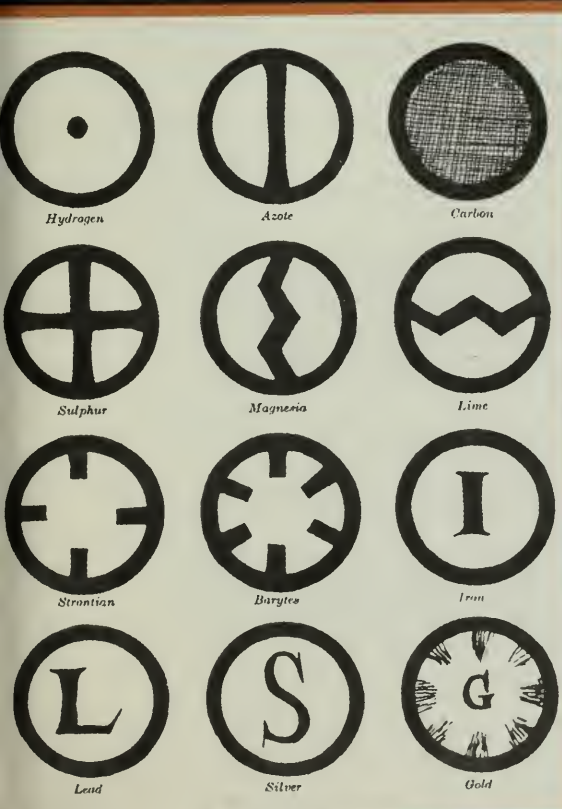 Hydrogen Azote Carbon
Sulphur Magnesia Lime
Strontian Barytes I Iron
L Lead S Silver G Gold